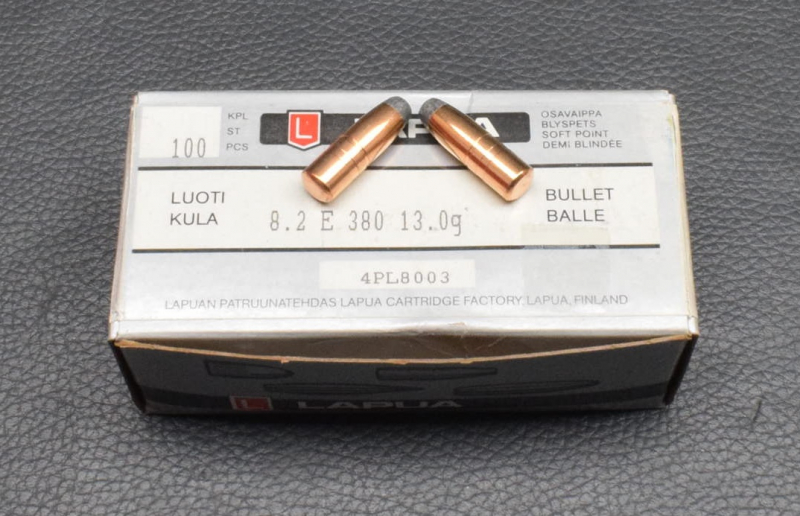 100
KPL
ST
PCS
LAPUA
OSAVAIPPA
BLYSPETS
SOFT POINT
DEMI BLINDÉE
LUOTI
KULA
8.2 E 380 13.0g
BULLET
BALLE
4PL8003
LAPUAN PATRUUNATEHDAS LAPUA CARTRIDGE FACTORY, LAPUA, FINLAND
L LAPUA